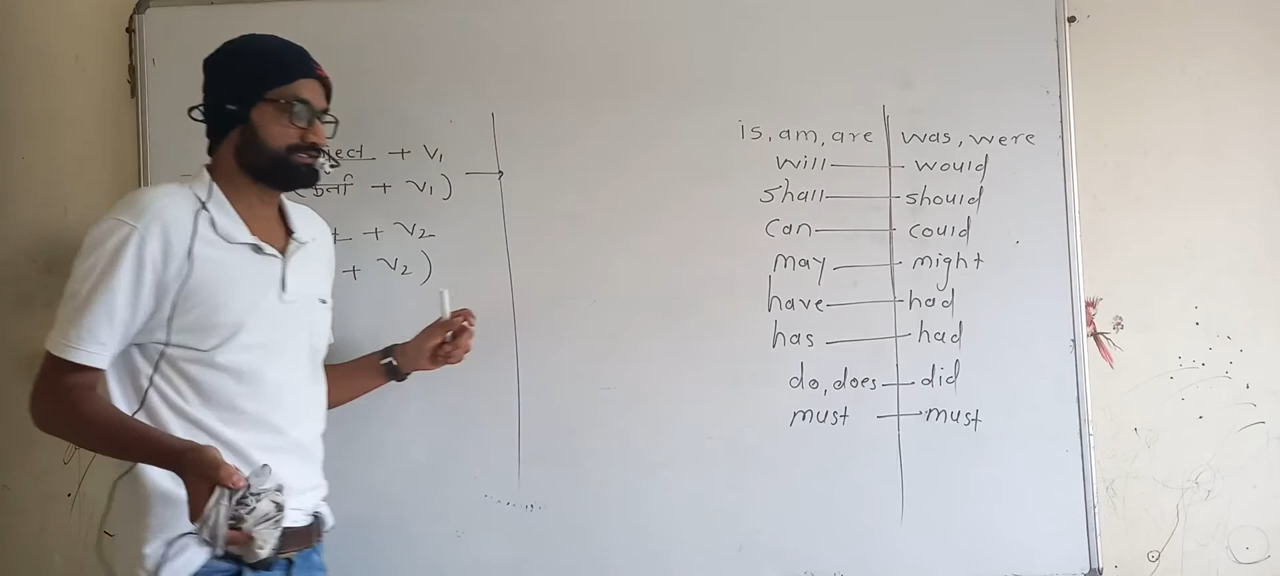 + V₁
(कर्ता + V₁)
+ V₂
+ V₂)
is, am, are was, were
will would
shall should
can could
may might
have had
has had
do, does did
must must